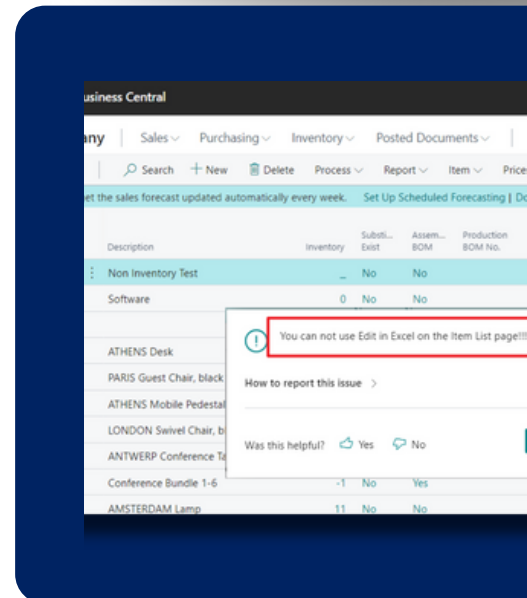 usiness Central
any Sales Purchasing Inventory Posted Documents
Search + New Delete Process Report Item Price
et the sales forecast updated automatically every week. Set Up Scheduled Forecasting | Do
Description Inventory Substi... Exist Assem... BOM Production BOM No.
Non Inventory Test _ No No
Software 0 No No
You can not use Edit in Excel on the Item List page!!!
ATHENS Desk
How to report this issue >
PARIS Guest Chair, black
ATHENS Mobile Pedestal
LONDON Swivel Chair, b
Was this helpful? Yes No
ANTWERP Conference Ta
Conference Bundle 1-6 -1 No Yes
AMSTERDAM Lamp 11 No No